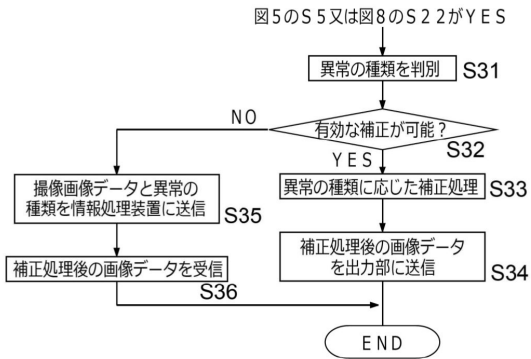 図5のS5又は図8のS22がYES
異常の種類を判別
S31
有効な補正が可能?
S32
NO
YES
異常の種類に応じた補正処理
S33
撮像画像データと異常の
種類を情報処理装置に送信
S35
補正処理後の画像データ
を出力部に送信
S34
補正処理後の画像データを受信
S36
END